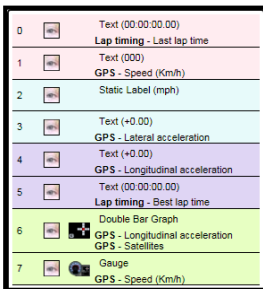 0 Text (00:00:00.00)
Lap timing - Last lap time
1 Text (000)
GPS - Speed (Km/h)
2 Static Label (mph)
3 Text (+0.00)
GPS - Lateral acceleration
4 Text (+0.00)
GPS - Longitudinal acceleration
5 Text (00:00:00.00)
Lap timing - Best lap time
6 Double Bar Graph
GPS - Longitudinal acceleration
GPS - Satellites
7 Gauge
GPS - Speed (Km/h)